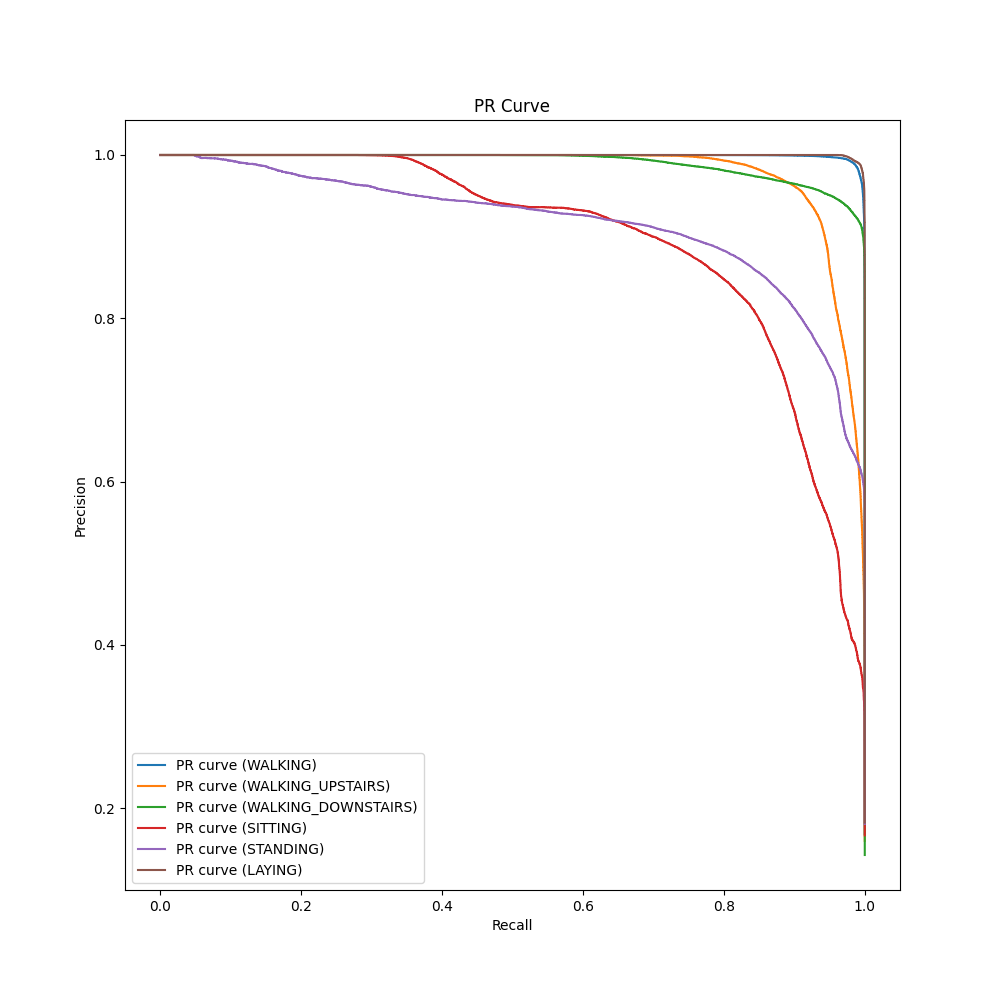 PR Curve
1.0
0.8
0.6
0.4
0.2
Precision
PR curve (WALKING)
PR curve (WALKING_UPSTAIRS)
PR curve (WALKING_DOWNSTAIRS)
PR curve (SITTING)
PR curve (STANDING)
PR curve (LAYING)
0.0 0.2 0.4 0.6 0.8 1.0
Recall